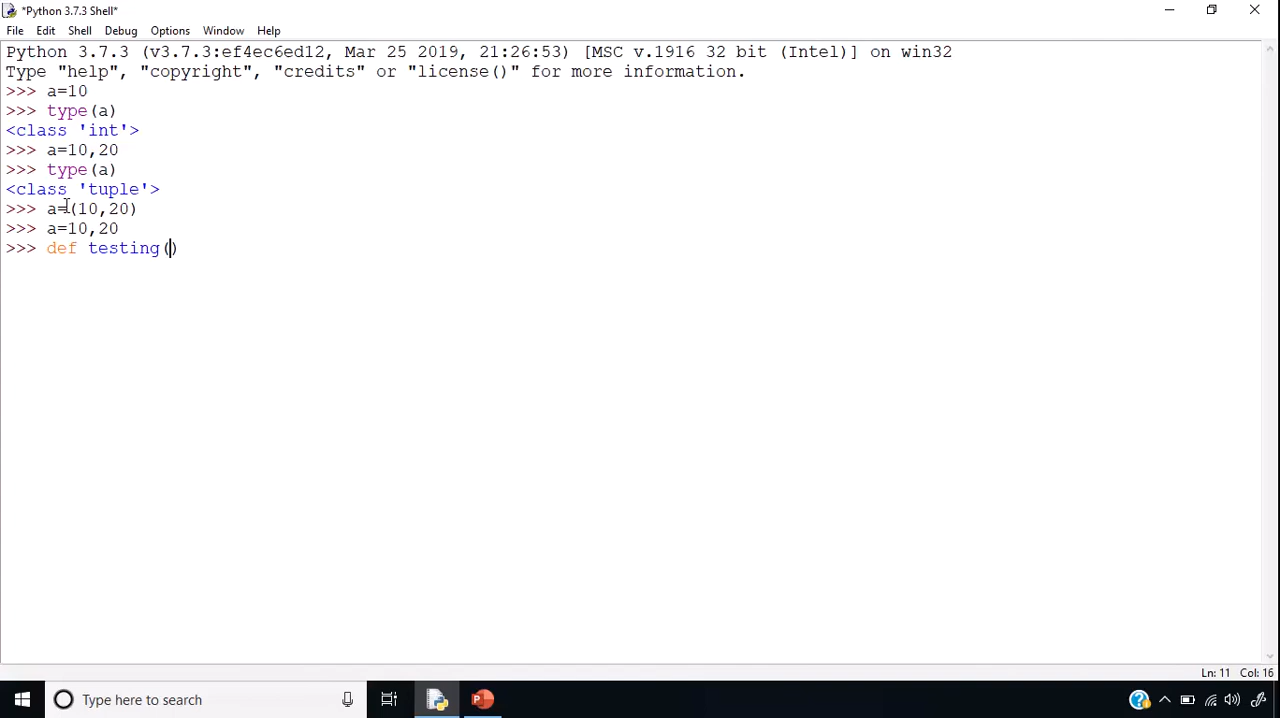 *Python 3.7.3 Shell*
File Edit Shell Debug Options Window Help
Python 3.7.3 (v3.7.3:ef4ec6ed12, Mar 25 2019, 21:26:53) [MSC v.1916 32 bit (Intel)] on win32
Type "help", "copyright", "credits" or "license()" for more information.
>>> a=10
>>> type(a)
<class 'int'>
>>> a=10,20
>>> type(a)
<class 'tuple'>
>>> a=(10,20)
>>> a=10,20
>>> def testing()
Ln: 11 Col: 16
Type here to search